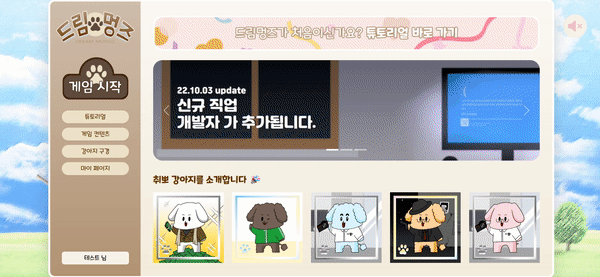 드림멍즈
게임 시작
튜토리얼
게임 컨텐츠
강아지 구경
마이 페이지
테스트 님
드림멍즈가 처음이신가요? 튜토리얼 바로 가기
22.10.03 update
신규 직업
개발자 가 추가됩니다.
취뽀 강아지를 소개합니다